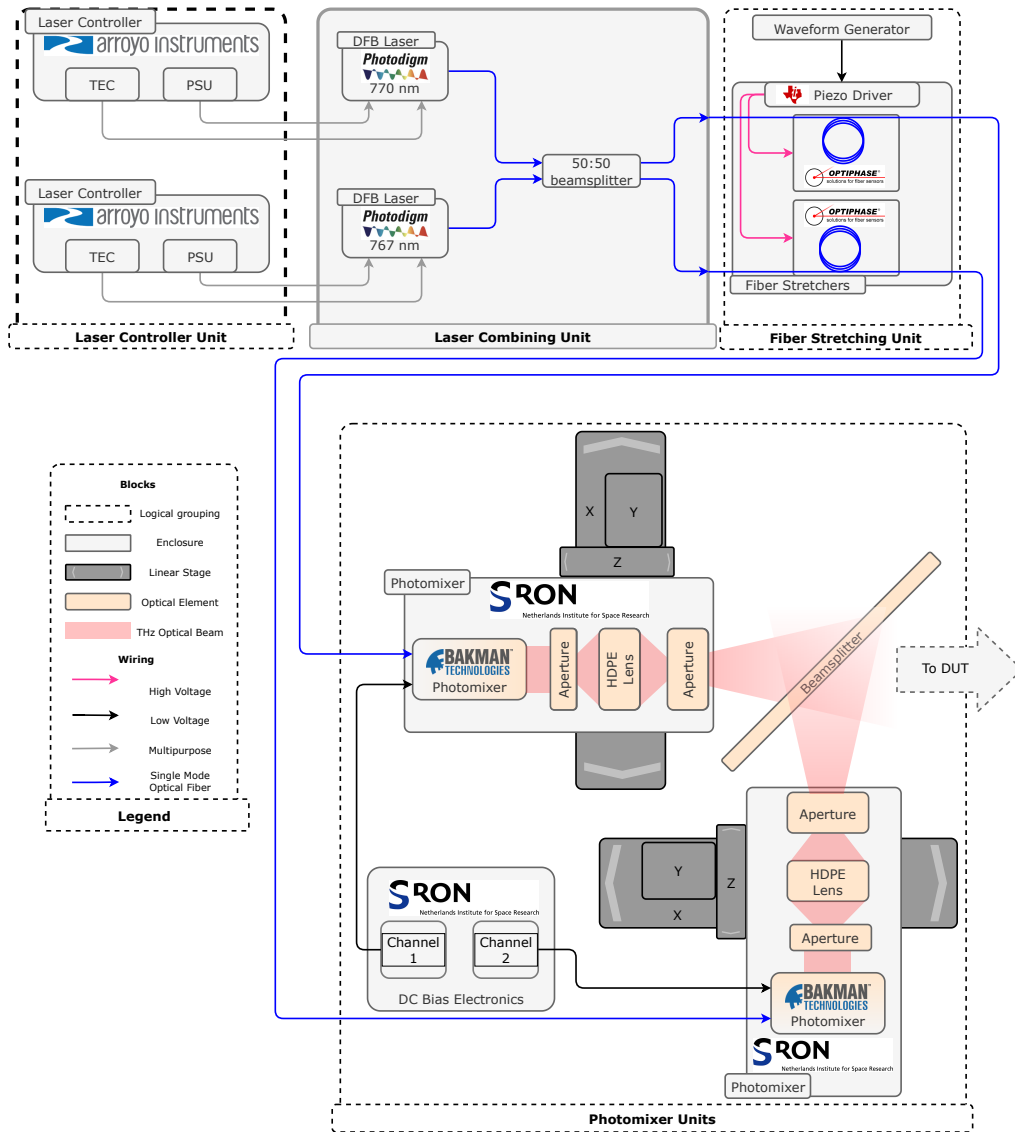 Laser Controller
arroyo instruments
TEC
PSU
Laser Controller
arroyo instruments
TEC
PSU
Laser Controller Unit
DFB Laser
Photodigm
770 nm
DFB Laser
Photodigm
767 nm
50:50
beamsplitter
Laser Combining Unit
Waveform Generator
Piezo Driver
OPTIPHASE
solutions for fiber sensors
OPTIPHASE
solutions for fiber sensors
Fiber Stretchers
Fiber Stretching Unit
Blocks
Logical grouping
Enclosure
Linear Stage
Optical Element
THz Optical Beam
Wiring
High Voltage
Low Voltage
Multipurpose
Single Mode
Optical Fiber
Legend
X
Y
Z
Photomixer
SRON
Netherlands Institute for Space Research
BAKMAN™
TECHNOLOGIES
Photomixer
Aperture
HDPE
Lens
Aperture
Beamsplitter
To DUT
Aperture
HDPE
Lens
Aperture
Y
Z
X
SRON
Netherlands Institute for Space Research
Channel
1
Channel
2
DC Bias Electronics
BAKMAN™
TECHNOLOGIES
Photomixer
SRON
Netherlands Institute for Space Research
Photomixer
Photomixer Units